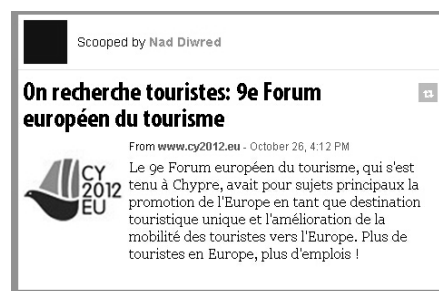 Scooped by Nad Diwred
On recherche touristes: 9e Forum
européen du tourisme
From www.cy2012.eu - October 26, 4:12 PM
CY
2012
EU
Le 9e Forum européen du tourisme, qui s'est
tenu à Chypre, avait pour sujets principaux la
promotion de l'Europe en tant que destination
touristique unique et l'amélioration de la
mobilité des touristes vers l'Europe. Plus de
touristes en Europe, plus d'emplois !